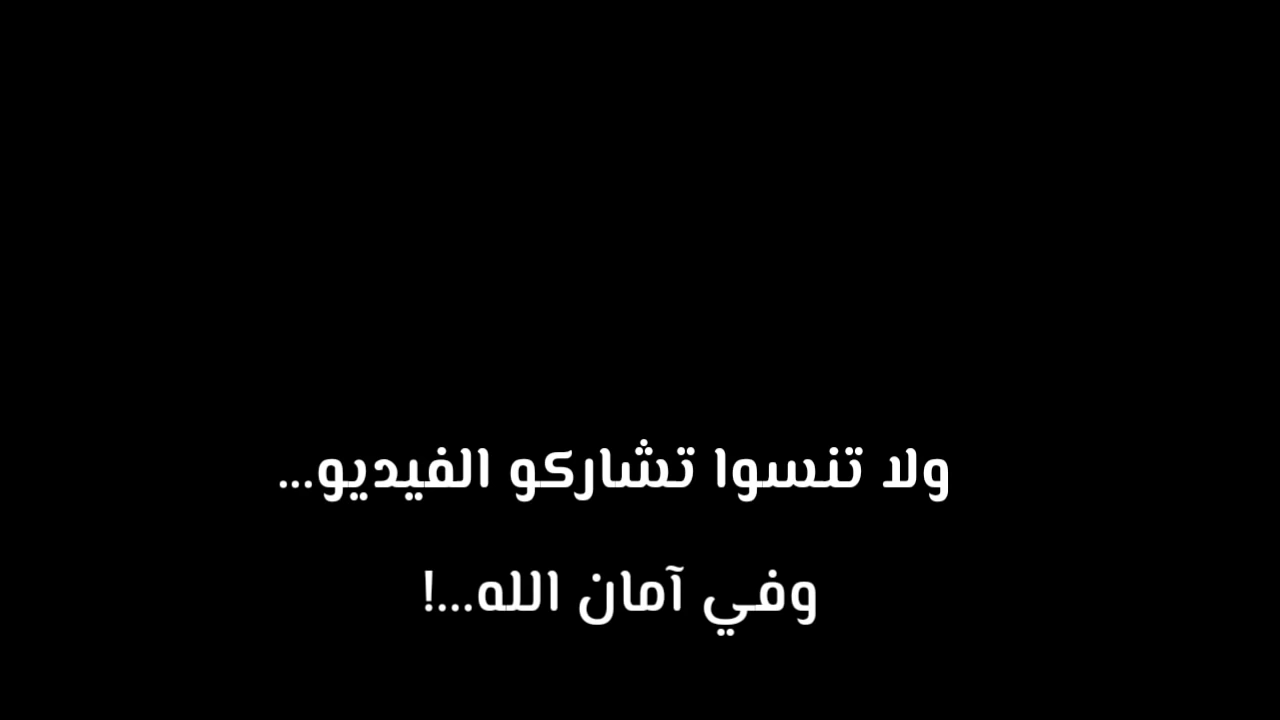 ولا تنسوا تشاركو الفيديو...
وفي آمان الله...!